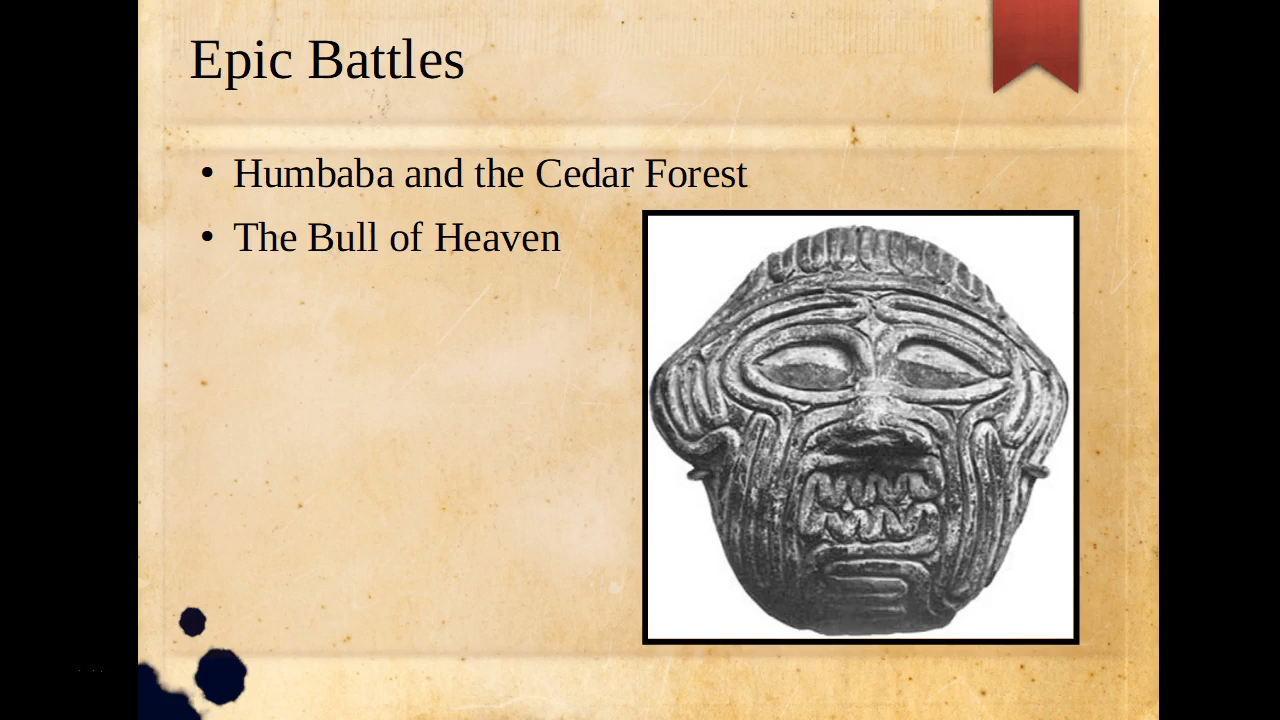 Epic Battles
• Humbaba and the Cedar Forest
• The Bull of Heaven